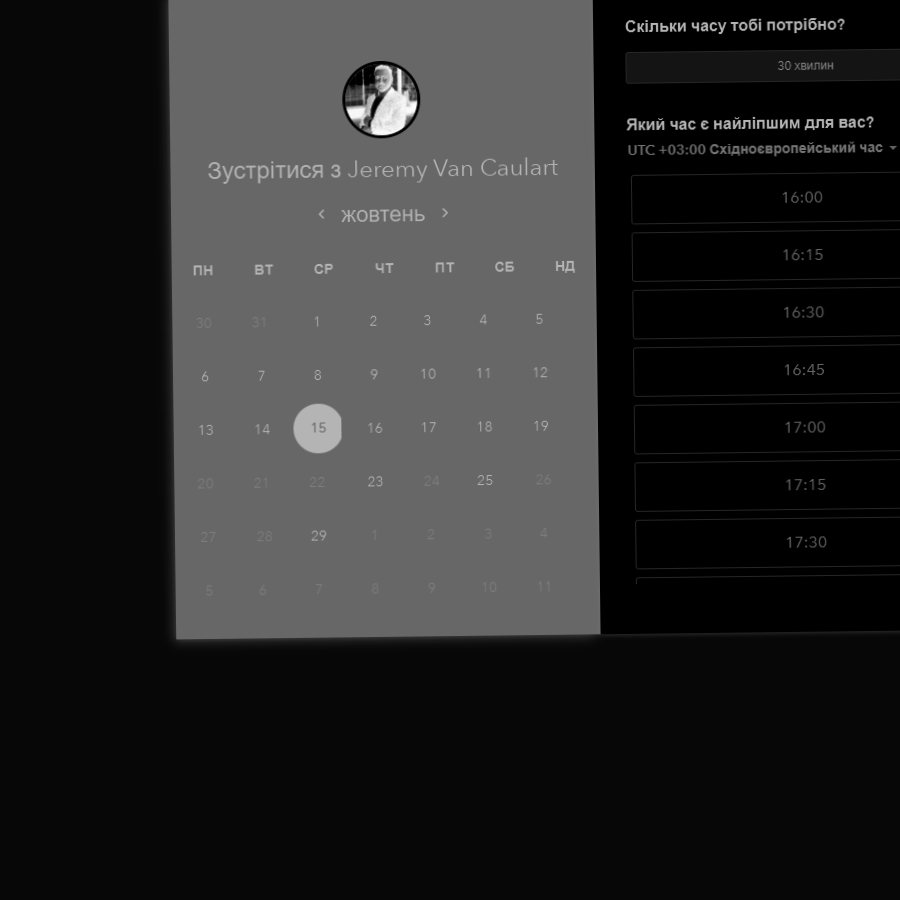 Зустрітися з Jeremy Van Caulart
жовтень
ПН ВТ СР ЧТ ПТ СБ НД
30 31 1 2 3 4 5
6 7 8 9 10 11 12
13 14 15 16 17 18 19
20 21 22 23 24 25 26
27 28 29 1 2 3 4
5 6 7 8 9 10 11
Скільки часу тобі потрібно?
30 хвилин
Який час є найліпшим для вас?
UTC +03:00 Східноєвропейський час
16:00
16:15
16:30
16:45
17:00
17:15
17:30